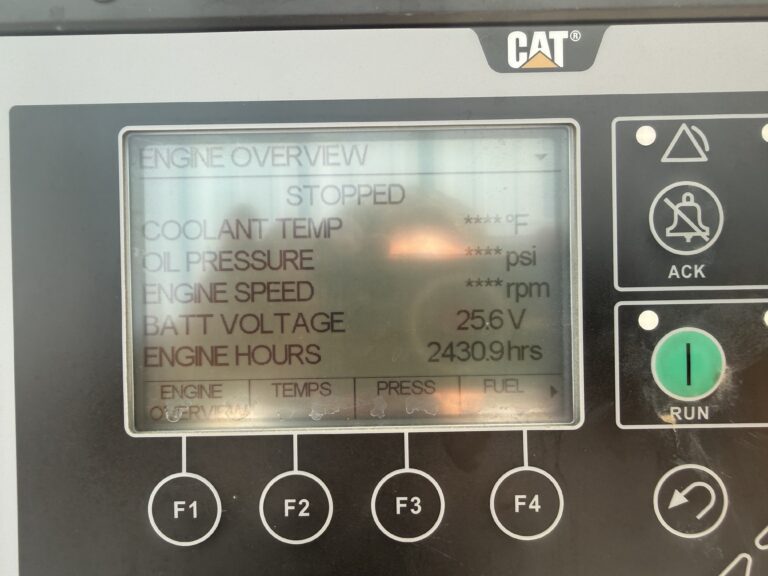 CAT®
ENGINE OVERVIEW
STOPPED
COOLANT TEMP ****°F
OIL PRESSURE ****psi
ENGINE SPEED ****rpm
BATT VOLTAGE 25.6 V
ENGINE HOURS 2430.9hrs
ENGINE OVERVIEW
TEMPS
PRESS
FUEL
F1
F2
F3
F4
ACK
RUN